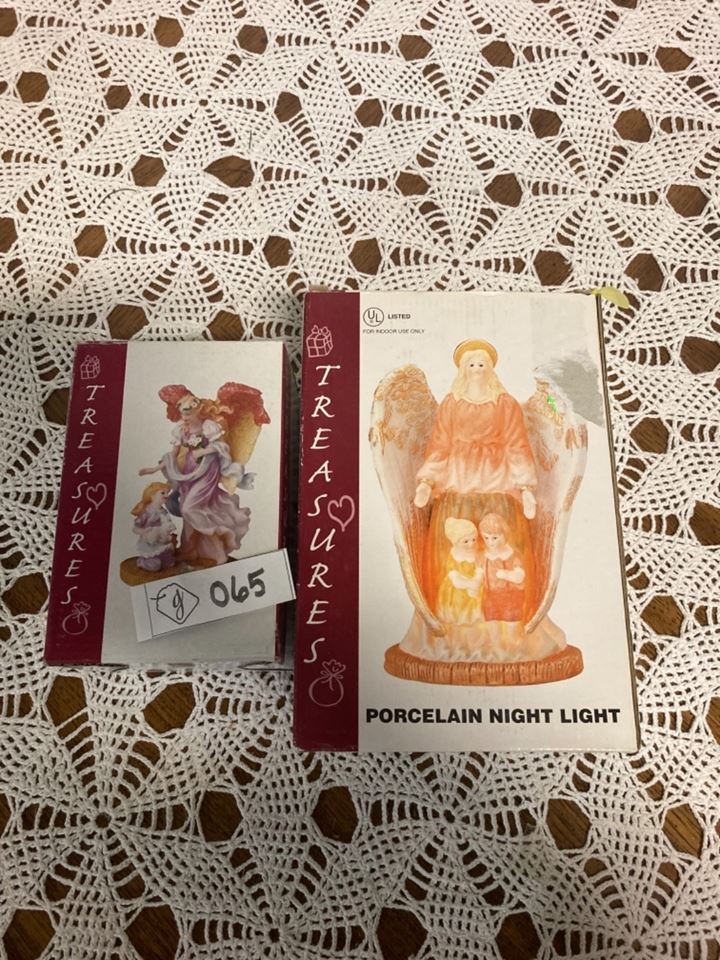 TREASURES
g 065
TREASURES
UL LISTED
FOR INDOOR USE ONLY
PORCELAIN NIGHT LIGHT